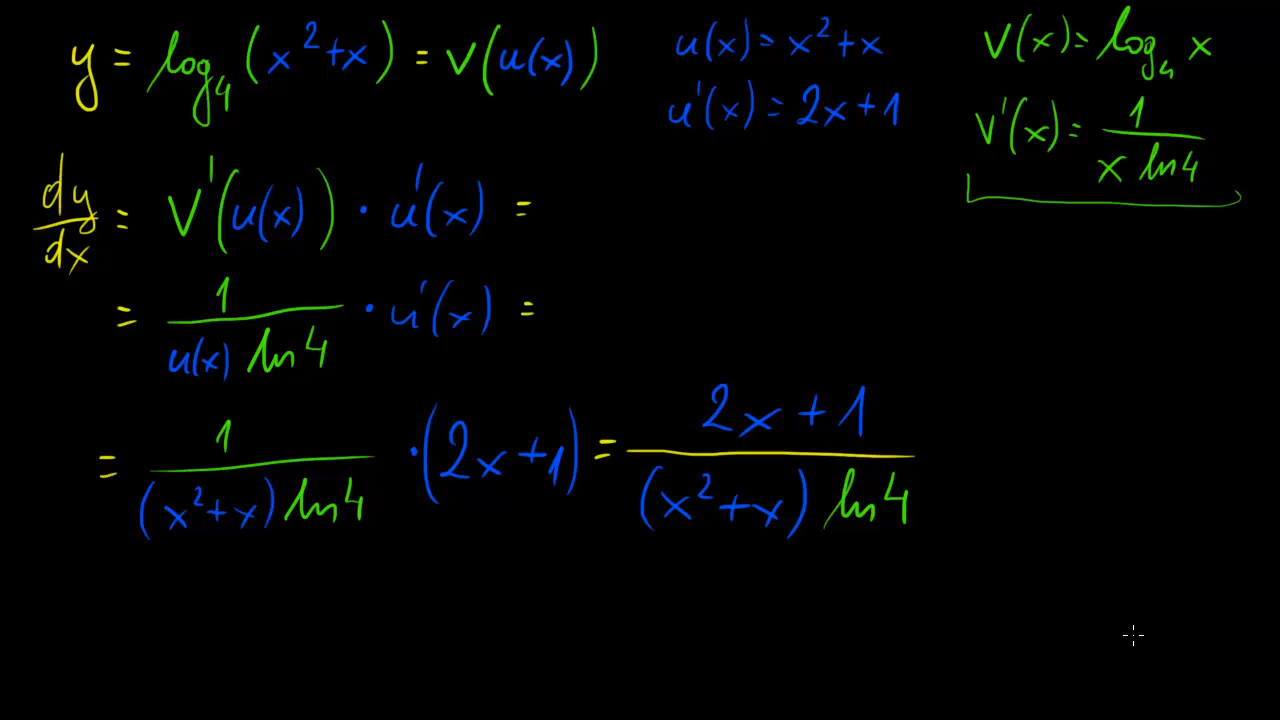 y = log₄(x²+x) = v(u(x))
u(x) = x²+x
u'(x) = 2x+1
v(x) = log₄ x
v'(x) = 1/(x ln4)
dy/dx = v'(u(x)) · u'(x) =
= 1/(u(x) ln4) · u'(x) =
= 1/((x²+x) ln4) · (2x+1) = (2x+1)/((x²+x) ln4)